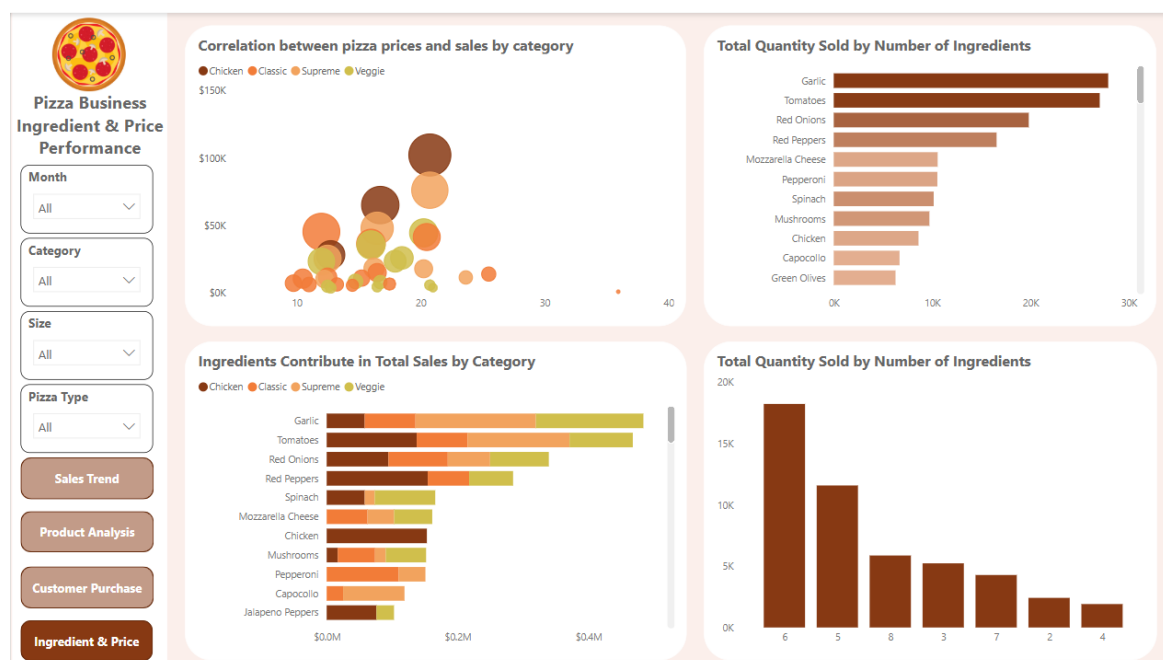 Pizza Business
Ingredient & Price
Performance
Month
All
Category
All
Size
All
Pizza Type
All
Sales Trend
Product Analysis
Customer Purchase
Ingredient & Price
Correlation between pizza prices and sales by category
Chicken Classic Supreme Veggie
$150K
$100K
$50K
$0K
10 20 30 40
Total Quantity Sold by Number of Ingredients
Garlic
Tomatoes
Red Onions
Red Peppers
Mozzarella Cheese
Pepperoni
Spinach
Mushrooms
Chicken
Capocollo
Green Olives
0K 10K 20K 30K
Ingredients Contribute in Total Sales by Category
Chicken Classic Supreme Veggie
Garlic
Tomatoes
Red Onions
Red Peppers
Spinach
Mozzarella Cheese
Chicken
Mushrooms
Pepperoni
Capocollo
Jalapeno Peppers
$0.0M $0.2M $0.4M
Total Quantity Sold by Number of Ingredients
20K
15K
10K
5K
0K
6 5 8 3 7 2 4